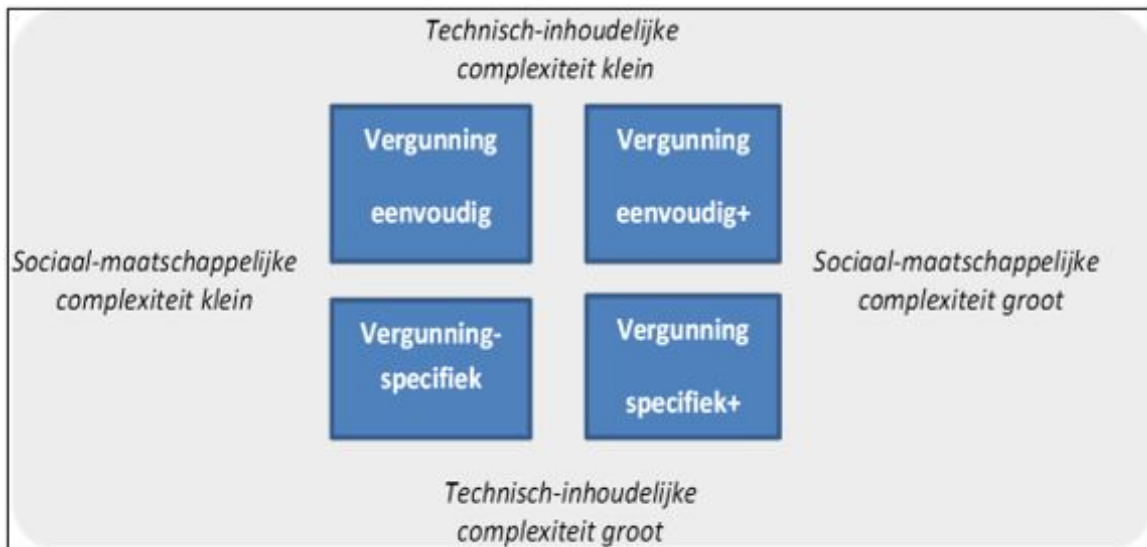 Technisch-inhoudelijke
complexiteit klein
Vergunning
eenvoudig
Vergunning
eenvoudig+
Sociaal-maatschappelijke
complexiteit klein
Sociaal-maatschappelijke
complexiteit groot
Vergunning-
specifiek
Vergunning
specifiek+
Technisch-inhoudelijke
complexiteit groot